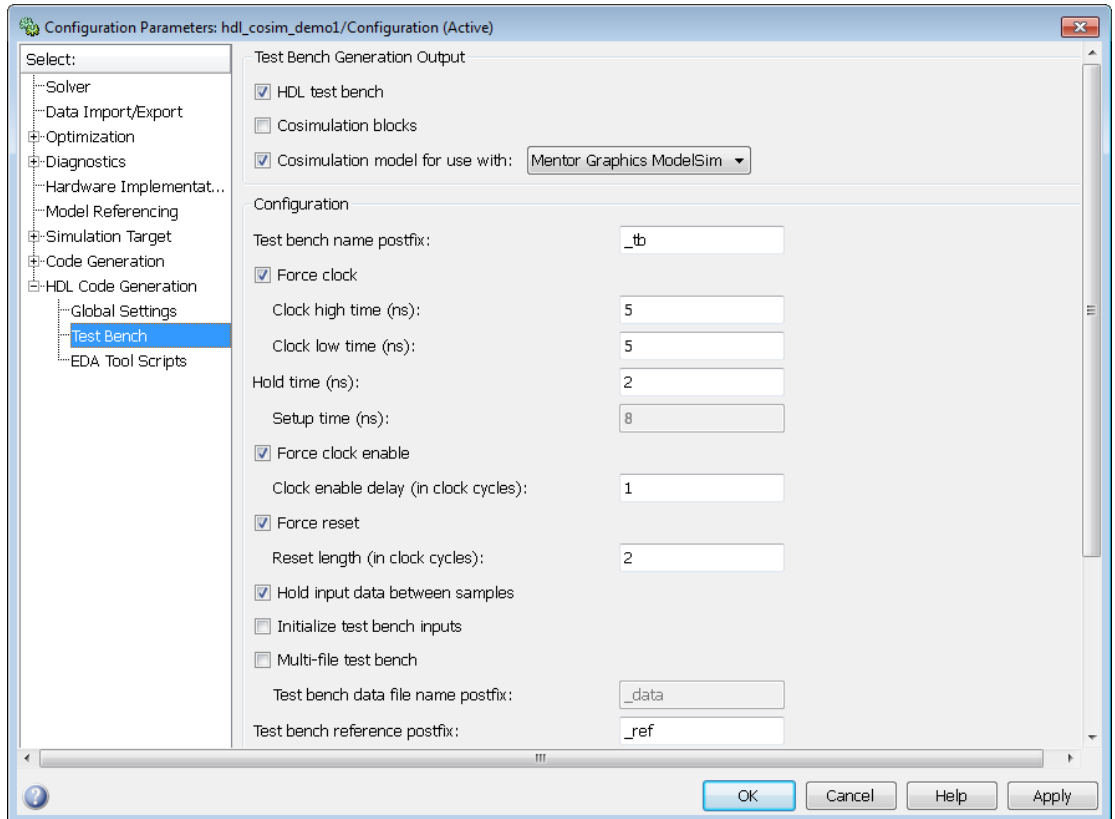 Configuration Parameters: hdl_cosim_demo1/Configuration (Active)
Select:
Solver
Data Import/Export
Optimization
Diagnostics
Hardware Implementat...
Model Referencing
Simulation Target
Code Generation
HDL Code Generation
Global Settings
Test Bench
EDA Tool Scripts
Test Bench Generation Output
HDL test bench
Cosimulation blocks
Cosimulation model for use with: Mentor Graphics ModelSim
Configuration
Test bench name postfix: _tb
Force clock
Clock high time (ns): 5
Clock low time (ns): 5
Hold time (ns): 2
Setup time (ns): 8
Force clock enable
Clock enable delay (in clock cycles): 1
Force reset
Reset length (in clock cycles): 2
Hold input data between samples
Initialize test bench inputs
Multi-file test bench
Test bench data file name postfix: _data
Test bench reference postfix: _ref
OK Cancel Help Apply